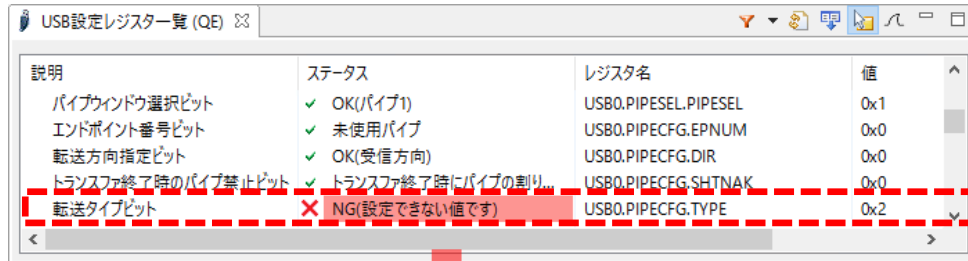 USB設定レジスター覧 (QE)
説明 ステータス レジスタ名 値
パイプウィンドウ選択ビット OK(パイプ1) USB0.PIPESEL.PIPESEL 0x1
エンドポイント番号ビット 未使用パイプ USB0.PIPECFG.EPNUM 0x0
転送方向指定ビット OK(受信方向) USB0.PIPECFG.DIR 0x0
トランスファ終了時のパイプ禁止ビット トランスファ終了時にパイプの割り... USB0.PIPECFG.SHTNAK 0x0
転送タイプビット NG(設定できない値です) USB0.PIPECFG.TYPE 0x2